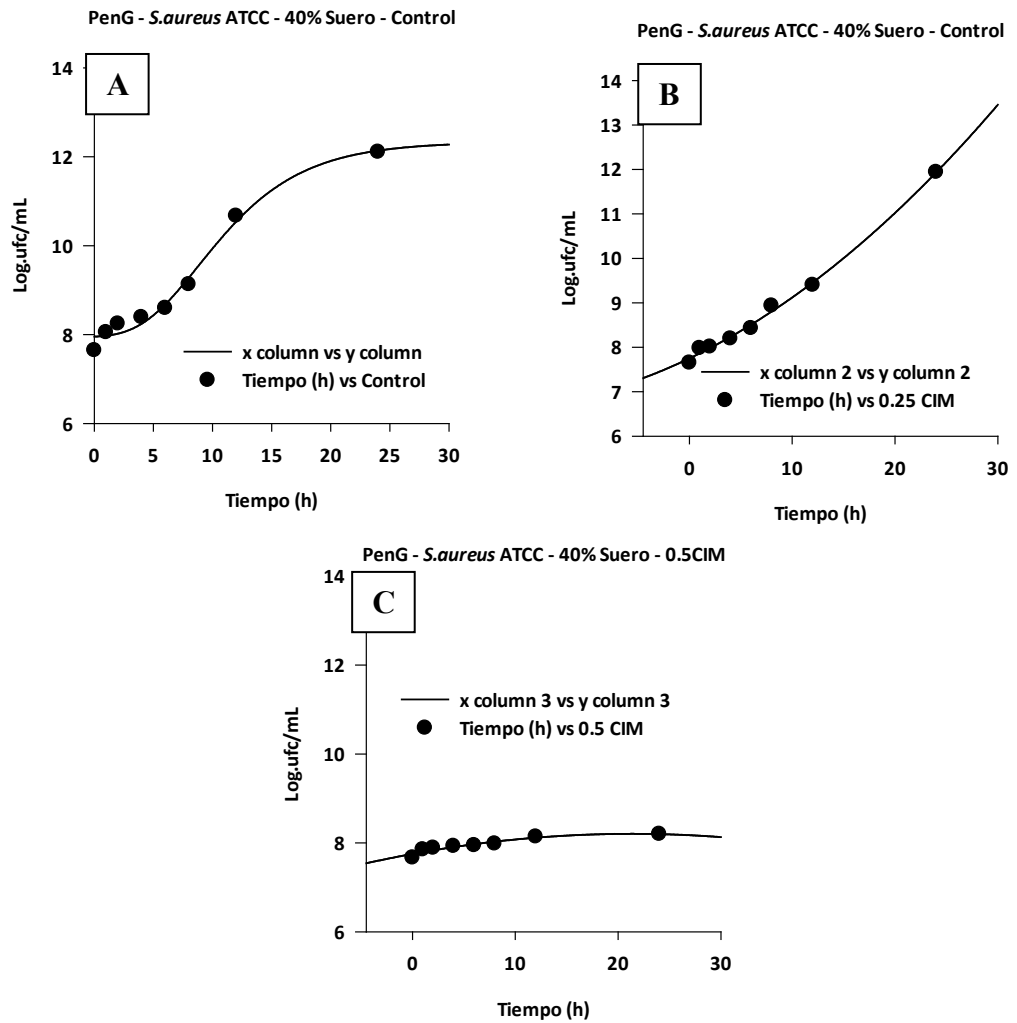 PenG - S.aureus ATCC - 40% Suero - Control
A
14
12
10
8
6
Log.ufc/mL
x column vs y column
Tiempo (h) vs Control
0 5 10 15 20 25 30
Tiempo (h)
PenG - S.aureus ATCC - 40% Suero - Control
B
14
13
12
11
10
9
8
7
6
Log.ufc/mL
x column 2 vs y column 2
Tiempo (h) vs 0.25 CIM
0 10 20 30
Tiempo (h)
PenG - S.aureus ATCC - 40% Suero - 0.5CIM
C
14
12
10
8
6
Log.ufc/mL
x column 3 vs y column 3
Tiempo (h) vs 0.5 CIM
0 10 20 30
Tiempo (h)